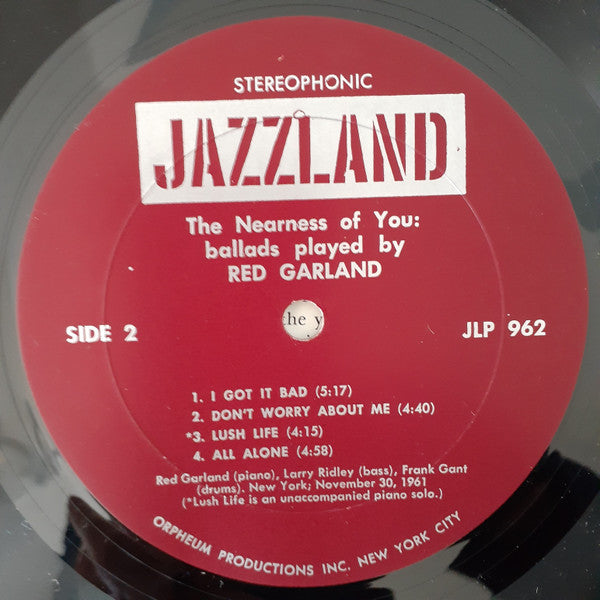 STEREOPHONIC
JAZZLAND
The Nearness of You:
ballads played by
RED GARLAND
he y
SIDE 2
JLP 962
1. I GOT IT BAD (5:17)
2. DON'T WORRY ABOUT ME (4:40)
*3. LUSH LIFE (4:15)
4. ALL ALONE (4:58)
Red Garland (piano), Larry Ridley (bass), Frank Gant
(drums). New York; November 30, 1961
(*Lush Life is an unaccompanied piano solo.)
ORPHEUM PRODUCTIONS INC. NEW YORK CITY